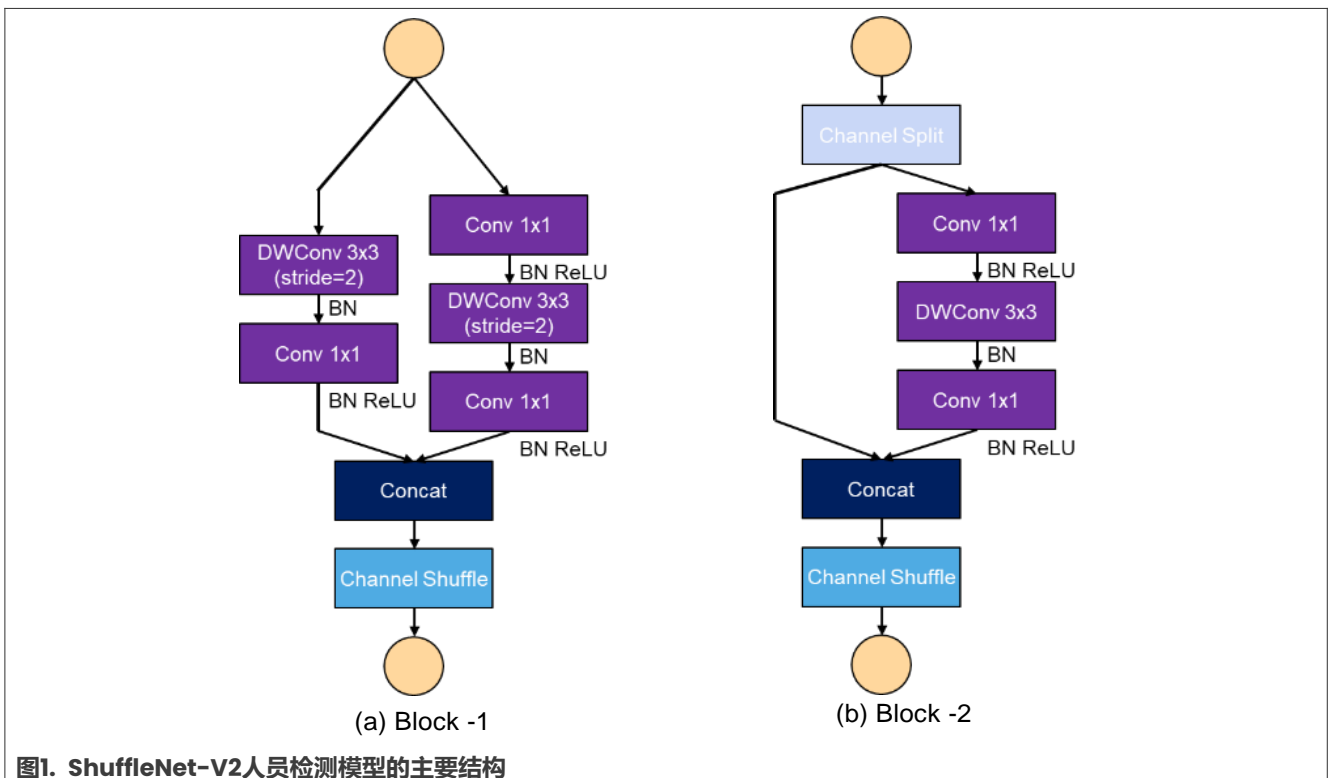 DWConv 3x3
(stride=2)
BN
Conv 1x1
BN ReLU
Conv 1x1
BN ReLU
DWConv 3x3
(stride=2)
BN
Conv 1x1
BN ReLU
Concat
Channel Shuffle
(a) Block -1
Channel Split
Conv 1x1
BN ReLU
DWConv 3x3
BN
Conv 1x1
BN ReLU
Concat
Channel Shuffle
(b) Block -2
图1. ShuffleNet-V2人员检测模型的主要结构